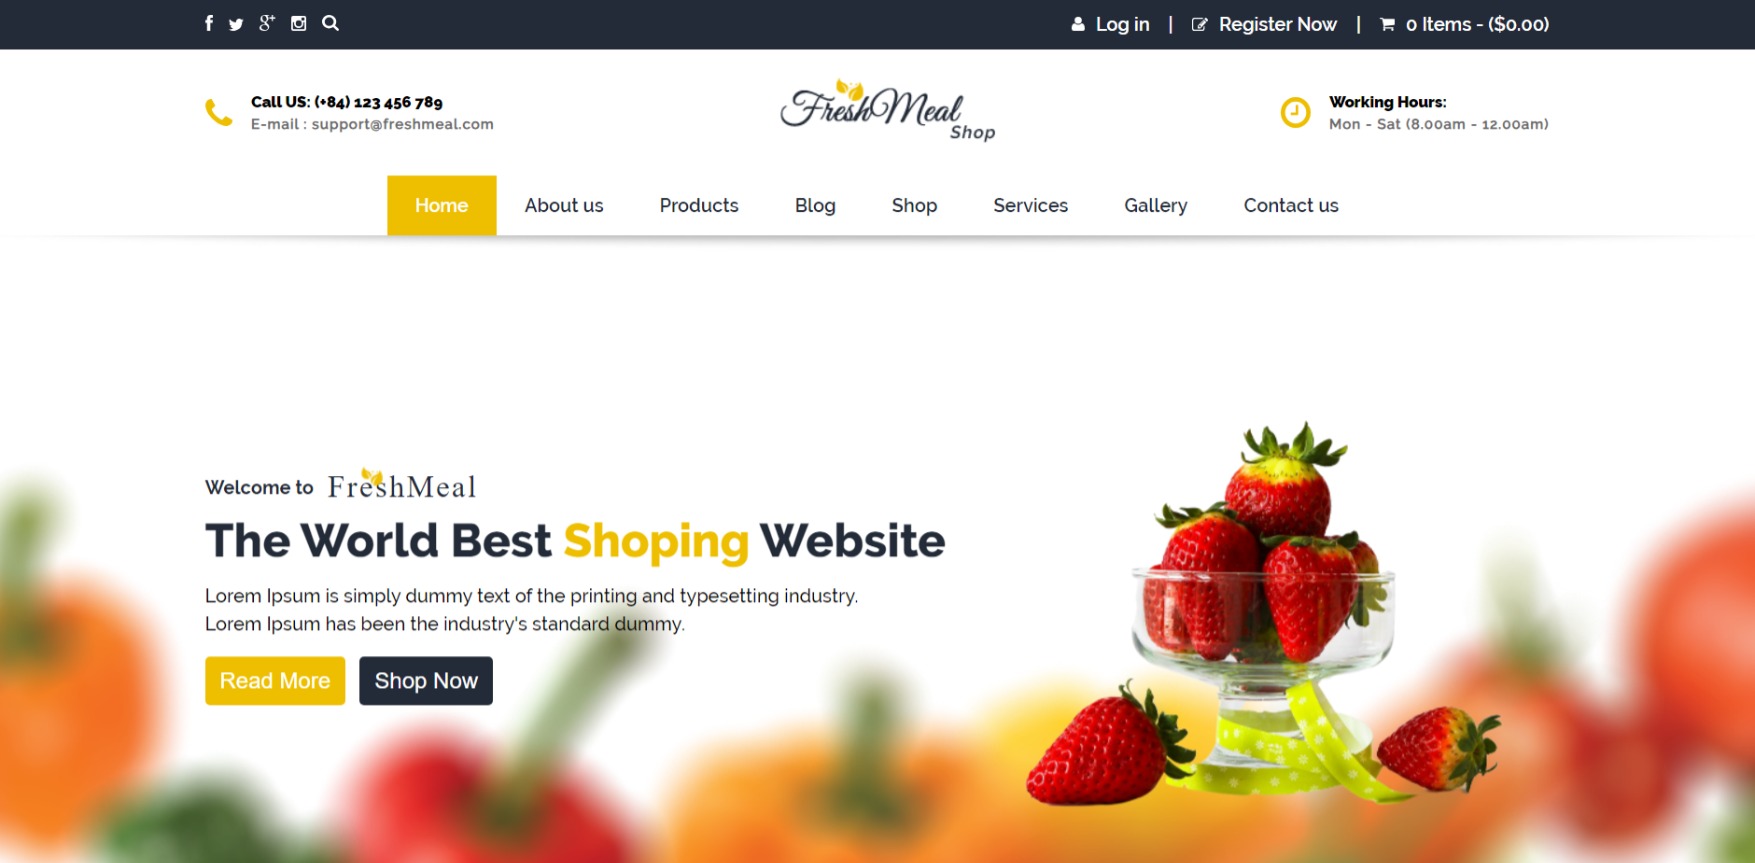 Log in | Register Now | 0 Items - ($0.00)
Call US: (+84) 123 456 789
E-mail : support@freshmeal.com
FreshMeal
Shop
Working Hours:
Mon - Sat (8.00am - 12.00am)
Home About us Products Blog Shop Services Gallery Contact us
Welcome to FreshMeal
The World Best Shoping Website
Lorem Ipsum is simply dummy text of the printing and typesetting industry.
Lorem Ipsum has been the industry's standard dummy.
Read More Shop Now